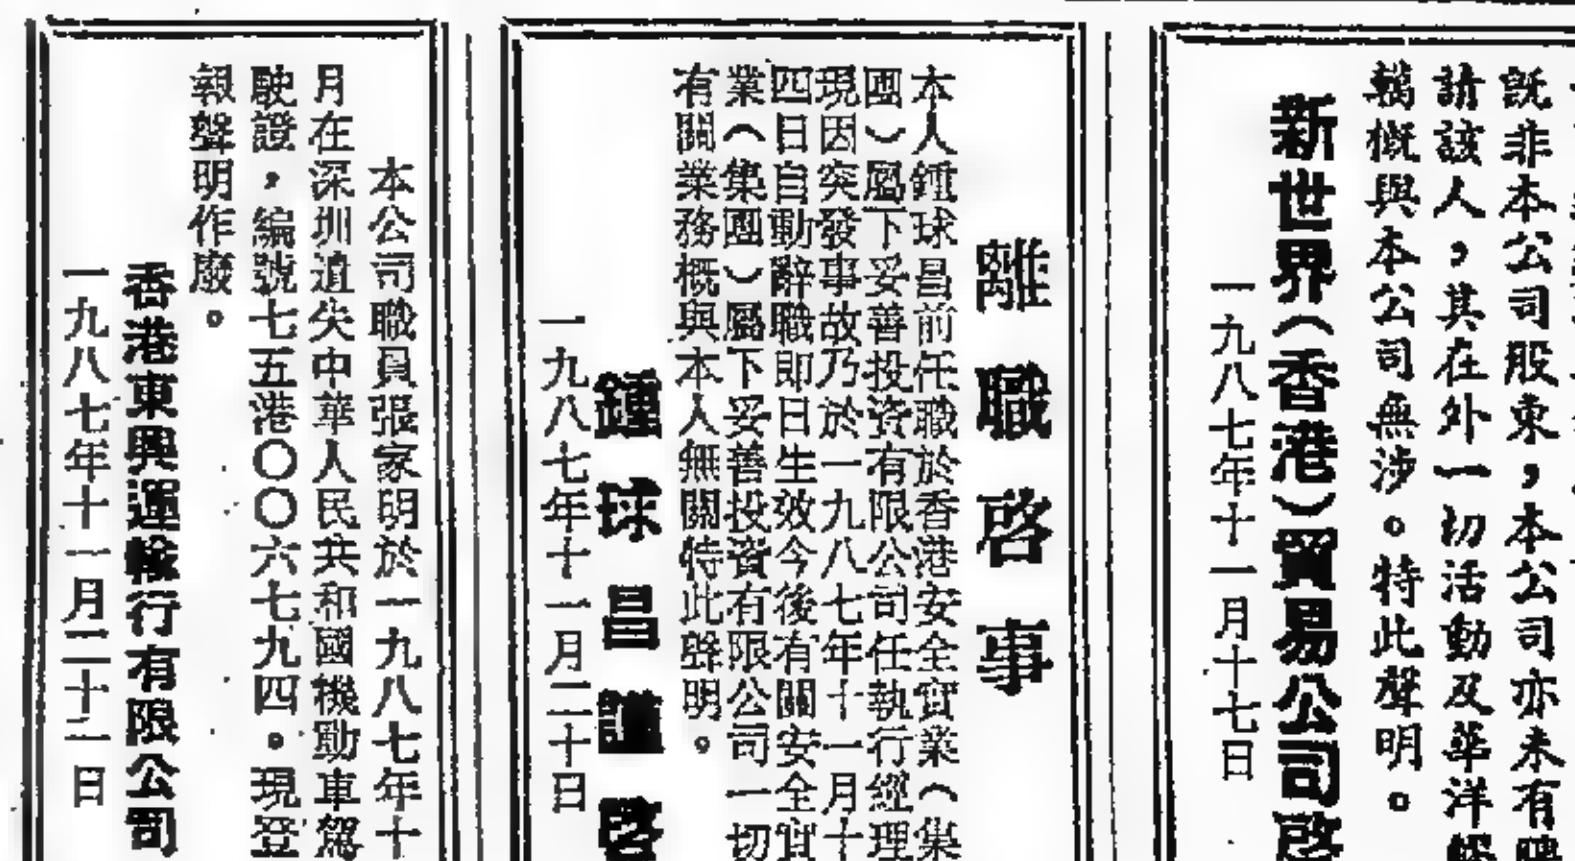 既非本公司股東，本公司亦未有
請該人，其在外一切活動及華洋
輵概與本公司無涉。特此聲明。
新世界（香港）貿易公司啓
一九八七年十一月十七日
離職啓事
本人鍾球昌前任職於香港安全實業（集
團）屬下妥善投資有限公司任執行經理
現因突發事故乃於一九八七年十一月十
四日自動辭職即日生效今後有關安全實
業（集團）屬下妥善投資有限公司一切
有關業務概與本人無關特此聲明。
鍾球昌謹啓
一九八七年十一月二十日
本公司職員張家明於一九八七年十
月在深圳遺失中華人民共和國機動車駕
駛證，編號七五港〇〇六七九四。現登
報聲明作廢。
香港東興運輸行有限公司
一九八七年十一月二十二日